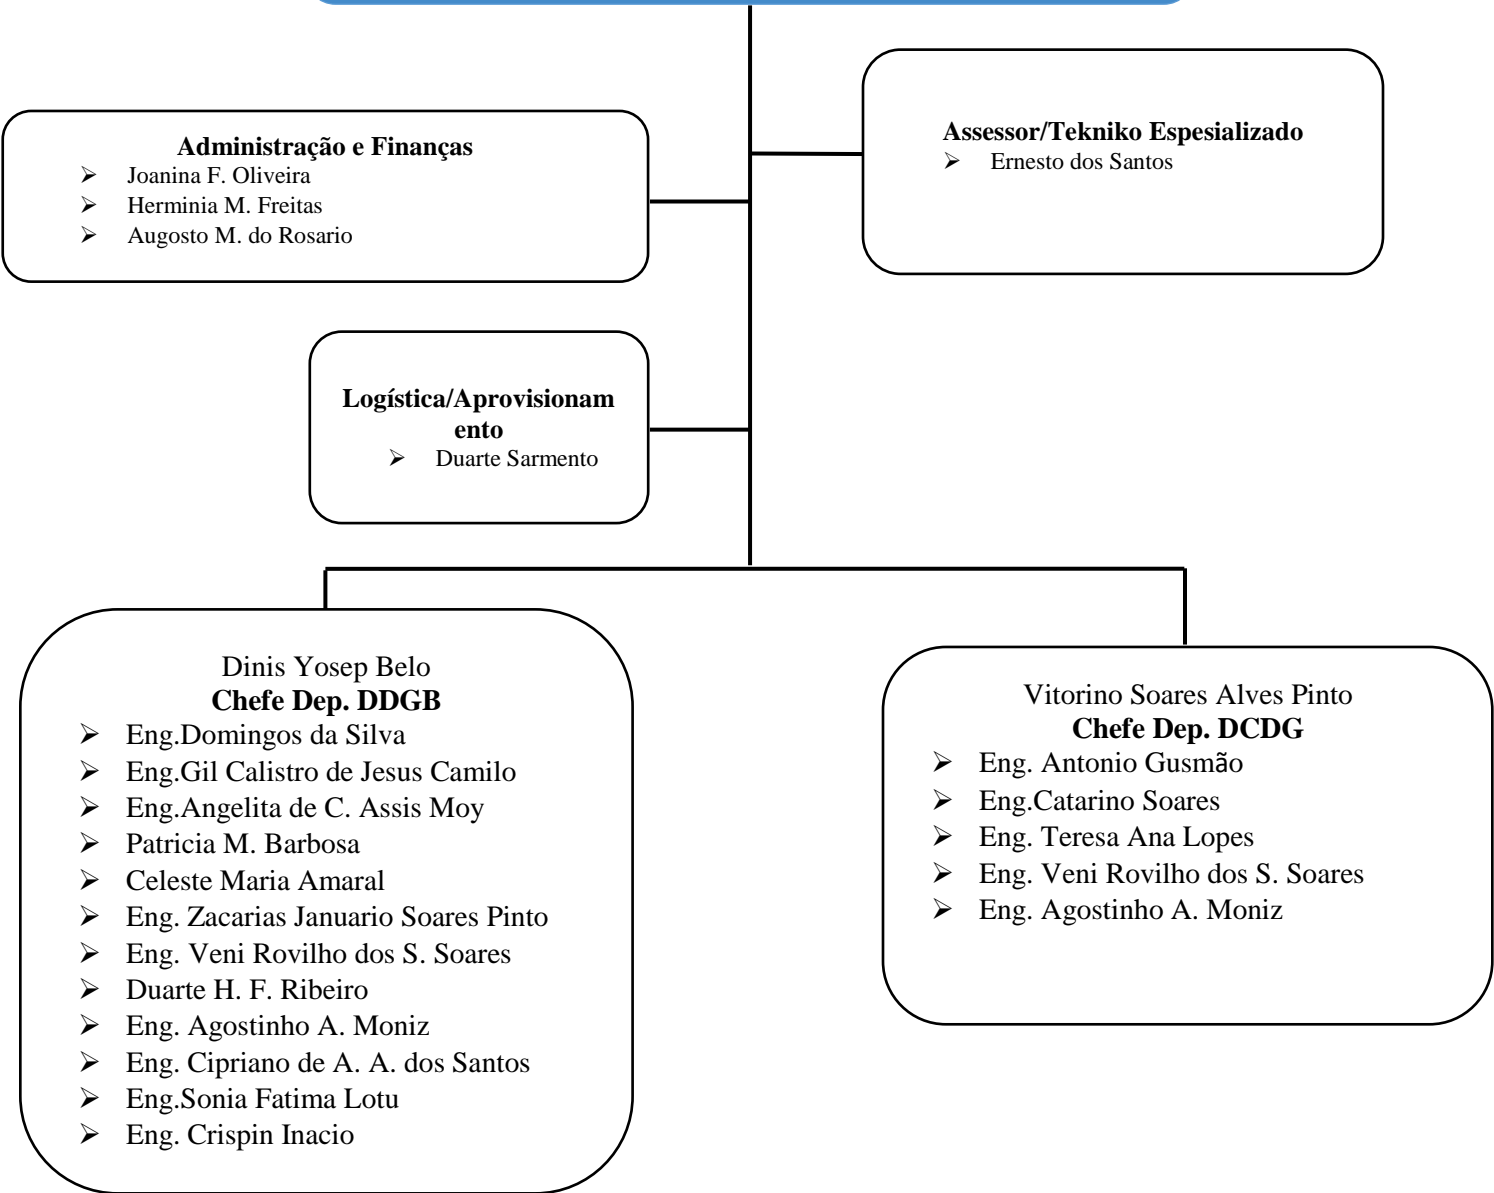 Administração e Finanças
➢ Joanina F. Oliveira
➢ Herminia M. Freitas
➢ Augusto M. do Rosario
Assessor/Tekniko Espesializado
➢ Ernesto dos Santos
Logística/Aprovisionam
ento
➢ Duarte Sarmento
Dinis Yosep Belo
Chefe Dep. DDGB
➢ Eng.Domingos da Silva
➢ Eng.Gil Calistro de Jesus Camilo
➢ Eng.Angelita de C. Assis Moy
➢ Patricia M. Barbosa
➢ Celeste Maria Amaral
➢ Eng. Zacarias Januario Soares Pinto
➢ Eng. Veni Rovilho dos S. Soares
➢ Duarte H. F. Ribeiro
➢ Eng. Agostinho A. Moniz
➢ Eng. Cipriano de A. A. dos Santos
➢ Eng.Sonia Fatima Lotu
➢ Eng. Crispin Inacio
Vitorino Soares Alves Pinto
Chefe Dep. DCDG
➢ Eng. Antonio Gusmão
➢ Eng.Catarino Soares
➢ Eng. Teresa Ana Lopes
➢ Eng. Veni Rovilho dos S. Soares
➢ Eng. Agostinho A. Moniz